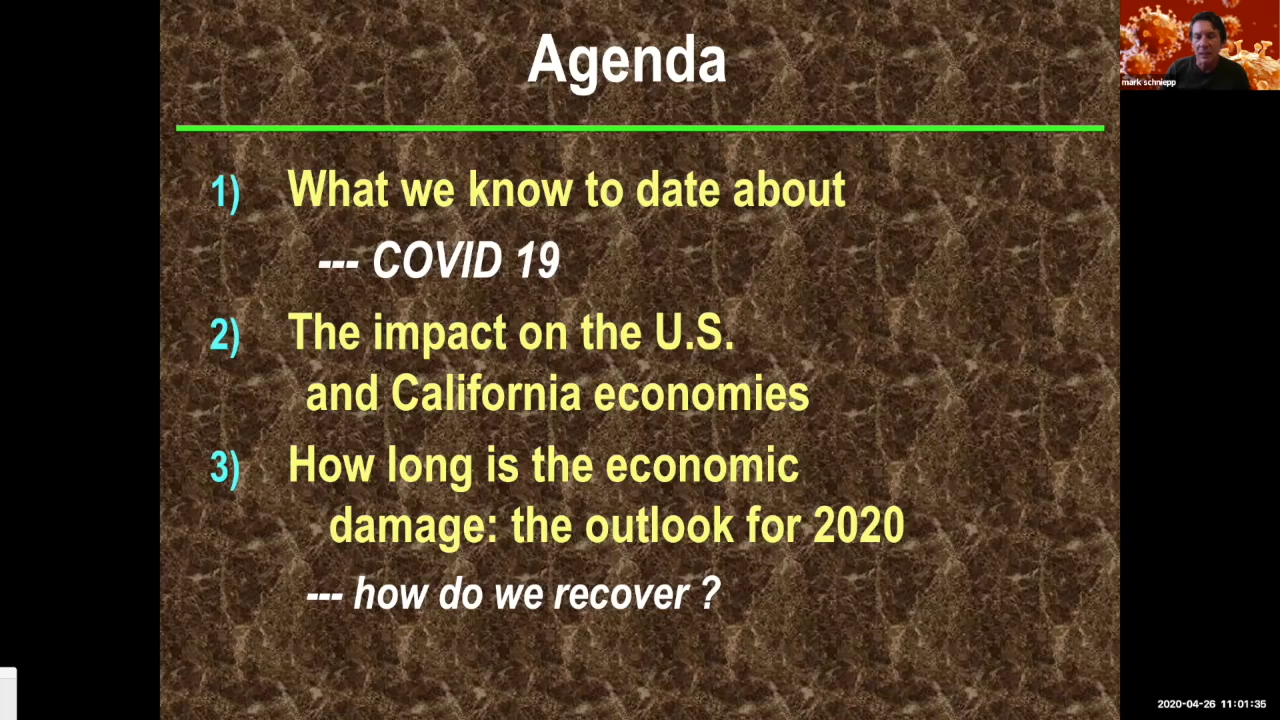 Agenda
mark schniepp
1) What we know to date about
--- COVID 19
2) The impact on the U.S.
and California economies
3) How long is the economic
damage: the outlook for 2020
--- how do we recover ?
2020-04-26 11:01:35